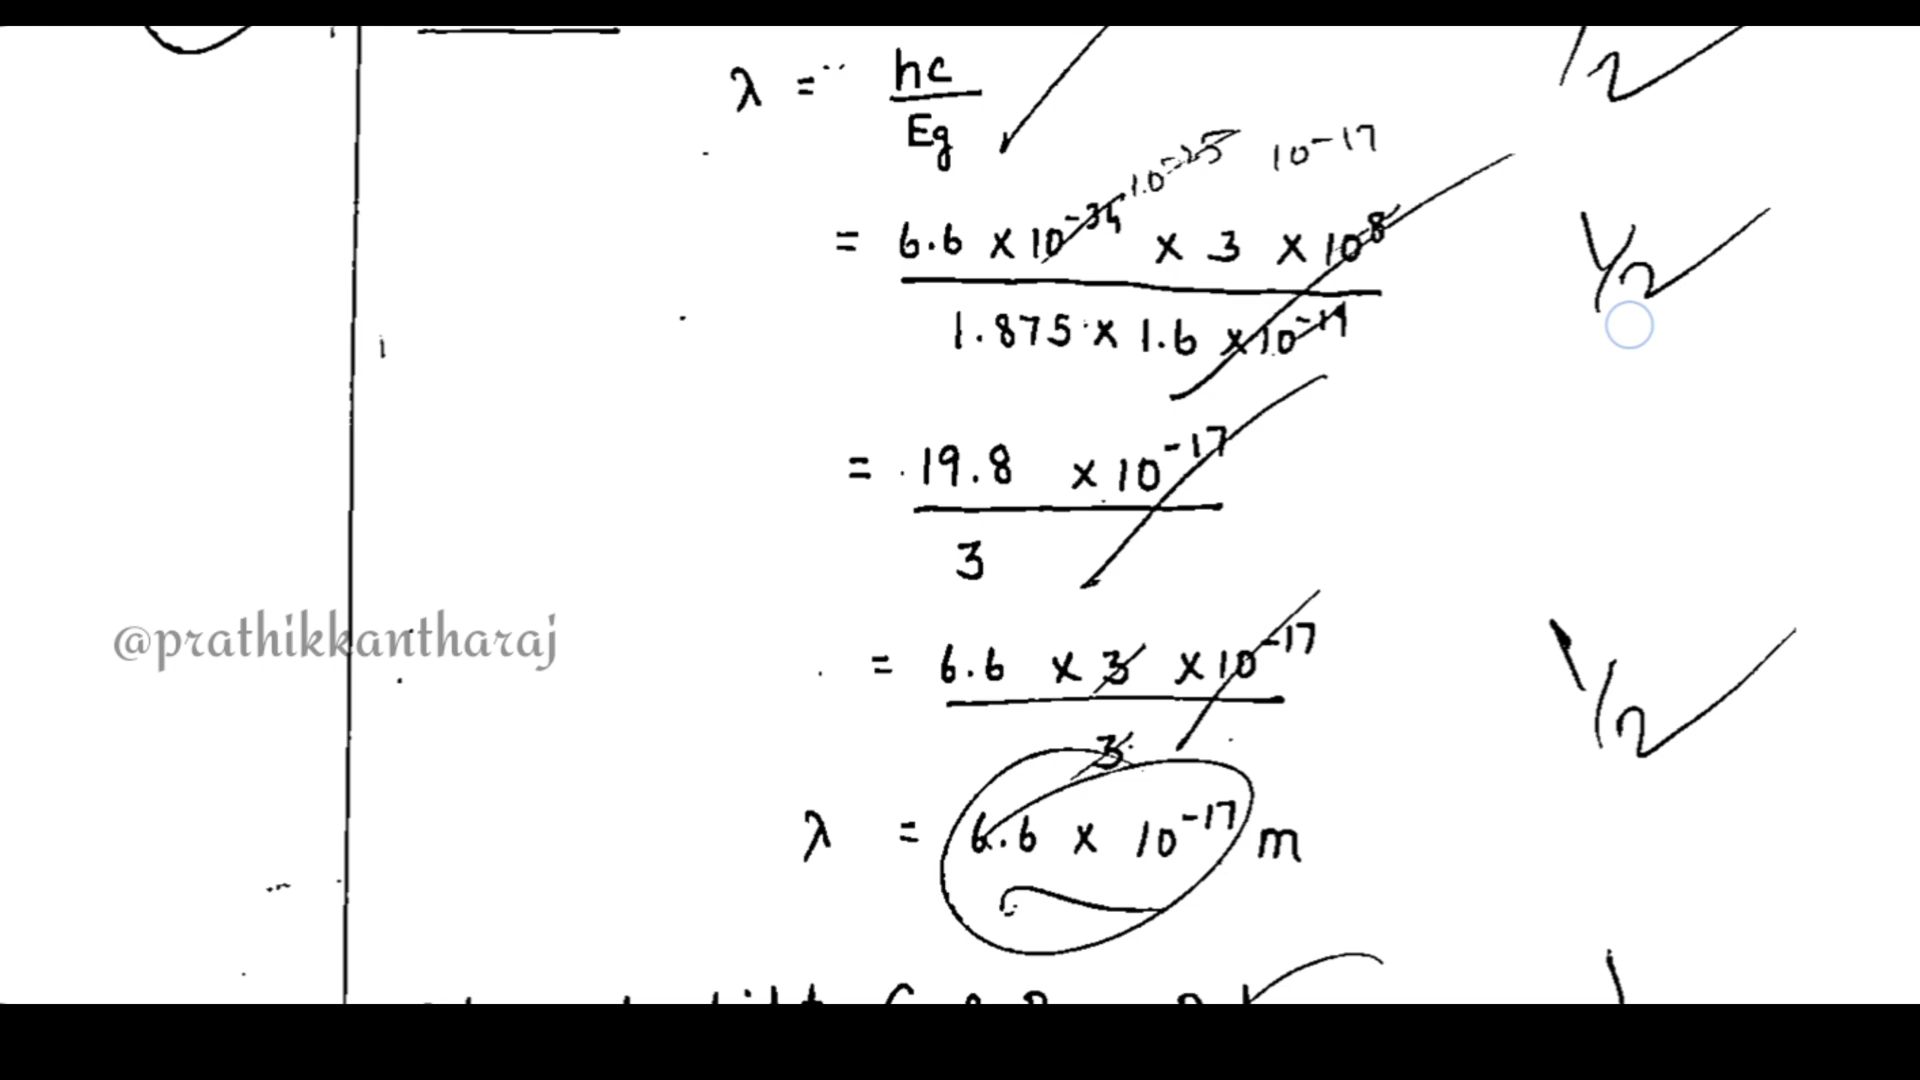 1/2
λ = hc / Eg
10^-25 10^-17
= 6.6 × 10^-34 × 3 × 10^8 / 1.875 × 1.6 × 10^-19
1/2
= 19.8 × 10^-17 / 3
@prathikkantharaj
= 6.6 × 3 × 10^-17 / 3
1/2
λ = 6.6 × 10^-17 m